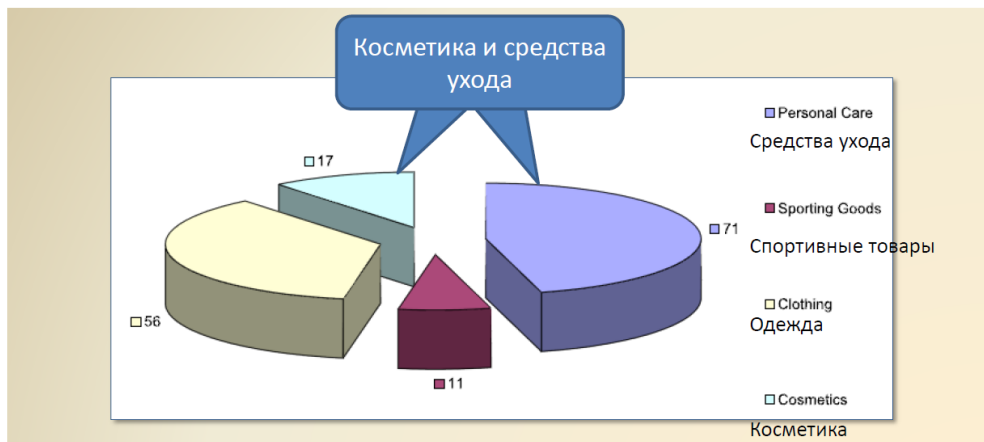 Косметика и средства
ухода
Personal Care
Средства ухода
17
Sporting Goods
71
Спортивные товары
Clothing
Одежда
56
11
Cosmetics
Косметика